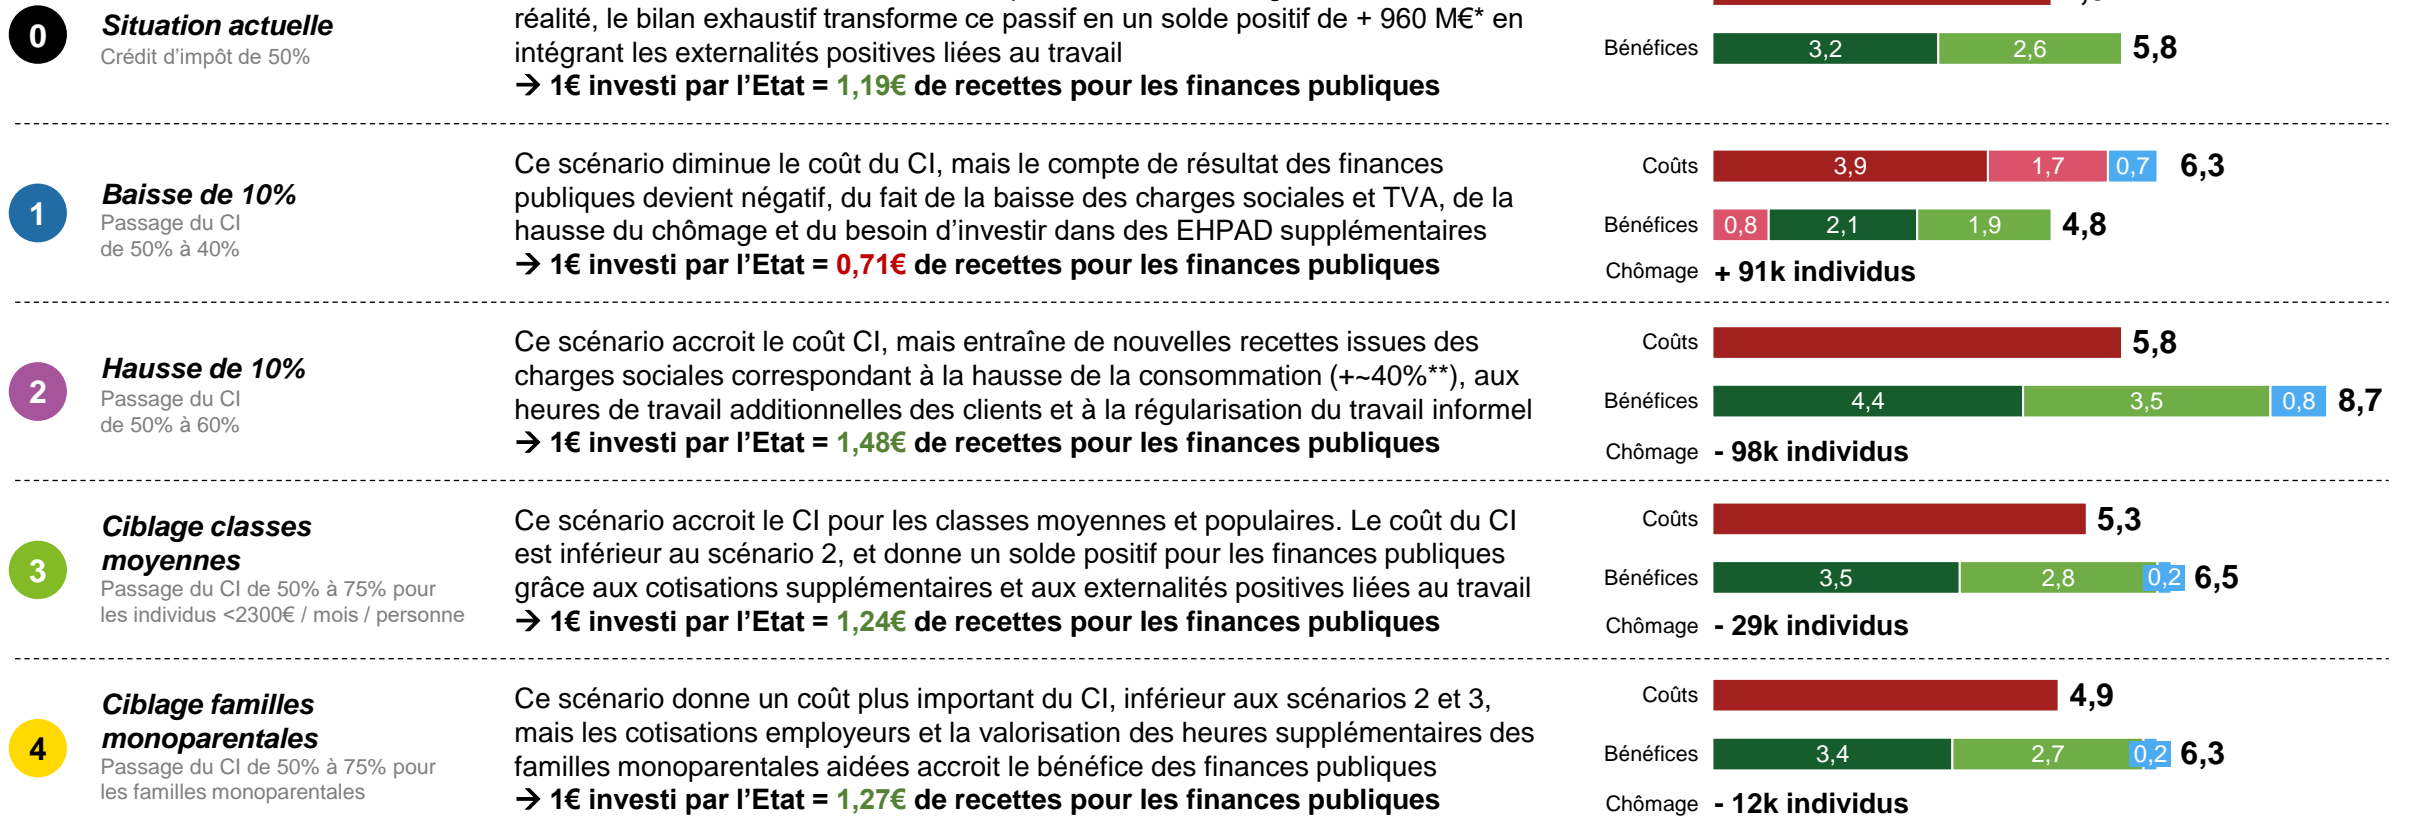 réalité, le bilan exhaustif transforme ce passif en un solde positif de + 960 M€* en
intégrant les externalités positives liées au travail
→ 1€ investi par l’Etat = 1,19€ de recettes pour les finances publiques
0
Situation actuelle
Crédit d’impôt de 50%
Bénéfices 3,2 2,6 5,8
1
Baisse de 10%
Passage du CI
de 50% à 40%
Ce scénario diminue le coût du CI, mais le compte de résultat des finances
publiques devient négatif, du fait de la baisse des charges sociales et TVA, de la
hausse du chômage et du besoin d’investir dans des EHPAD supplémentaires
→ 1€ investi par l’Etat = 0,71€ de recettes pour les finances publiques
Coûts 3,9 1,7 0,7 6,3
Bénéfices 0,8 2,1 1,9 4,8
Chômage + 91k individus
2
Hausse de 10%
Passage du CI
de 50% à 60%
Ce scénario accroit le coût CI, mais entraîne de nouvelles recettes issues des
charges sociales correspondant à la hausse de la consommation (+~40%**), aux
heures de travail additionnelles des clients et à la régularisation du travail informel
→ 1€ investi par l’Etat = 1,48€ de recettes pour les finances publiques
Coûts 5,8
Bénéfices 4,4 3,5 0,8 8,7
Chômage - 98k individus
3
Ciblage classes
moyennes
Passage du CI de 50% à 75% pour
les individus <2300€ / mois / personne
Ce scénario accroit le CI pour les classes moyennes et populaires. Le coût du CI
est inférieur au scénario 2, et donne un solde positif pour les finances publiques
grâce aux cotisations supplémentaires et aux externalités positives liées au travail
→ 1€ investi par l’Etat = 1,24€ de recettes pour les finances publiques
Coûts 5,3
Bénéfices 3,5 2,8 0,2 6,5
Chômage - 29k individus
4
Ciblage familles
monoparentales
Passage du CI de 50% à 75% pour
les familles monoparentales
Ce scénario donne un coût plus important du CI, inférieur aux scénarios 2 et 3,
mais les cotisations employeurs et la valorisation des heures supplémentaires des
familles monoparentales aidées accroit le bénéfice des finances publiques
→ 1€ investi par l’Etat = 1,27€ de recettes pour les finances publiques
Coûts 4,9
Bénéfices 3,4 2,7 0,2 6,3
Chômage - 12k individus